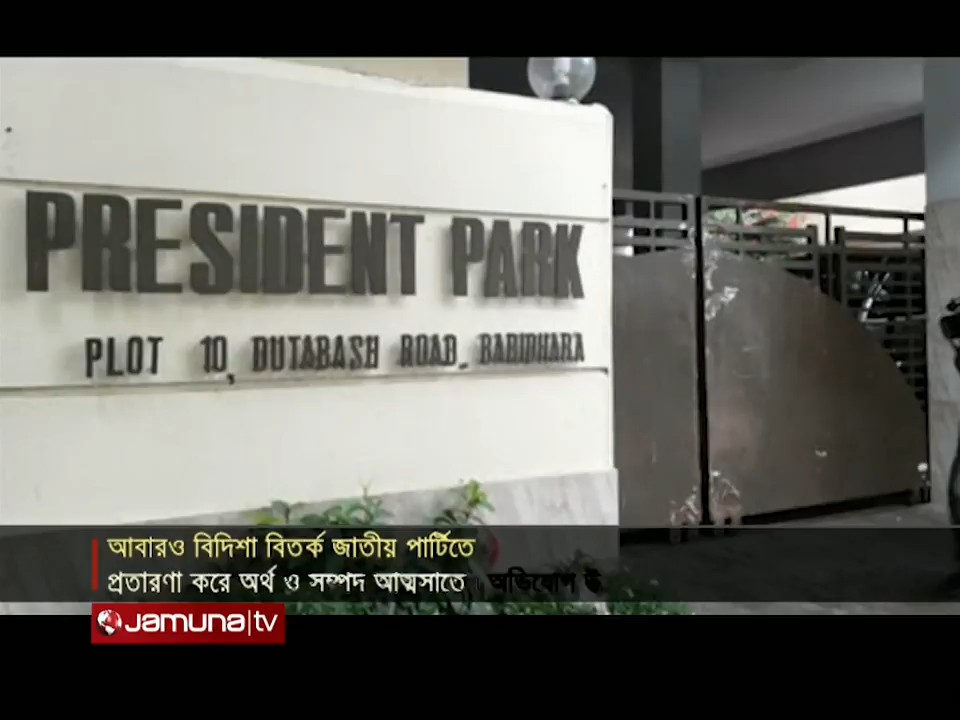 PRESIDENT PARK
PLOT 10, DUTABASH ROAD, BARIDHARA
আবারও বিদিশা বিতর্ক জাতীয় পার্টিতে
প্রতারণা করে অর্থ ও সম্পদ আত্মসাতে অভিযোগ উ
Jamuna|tv